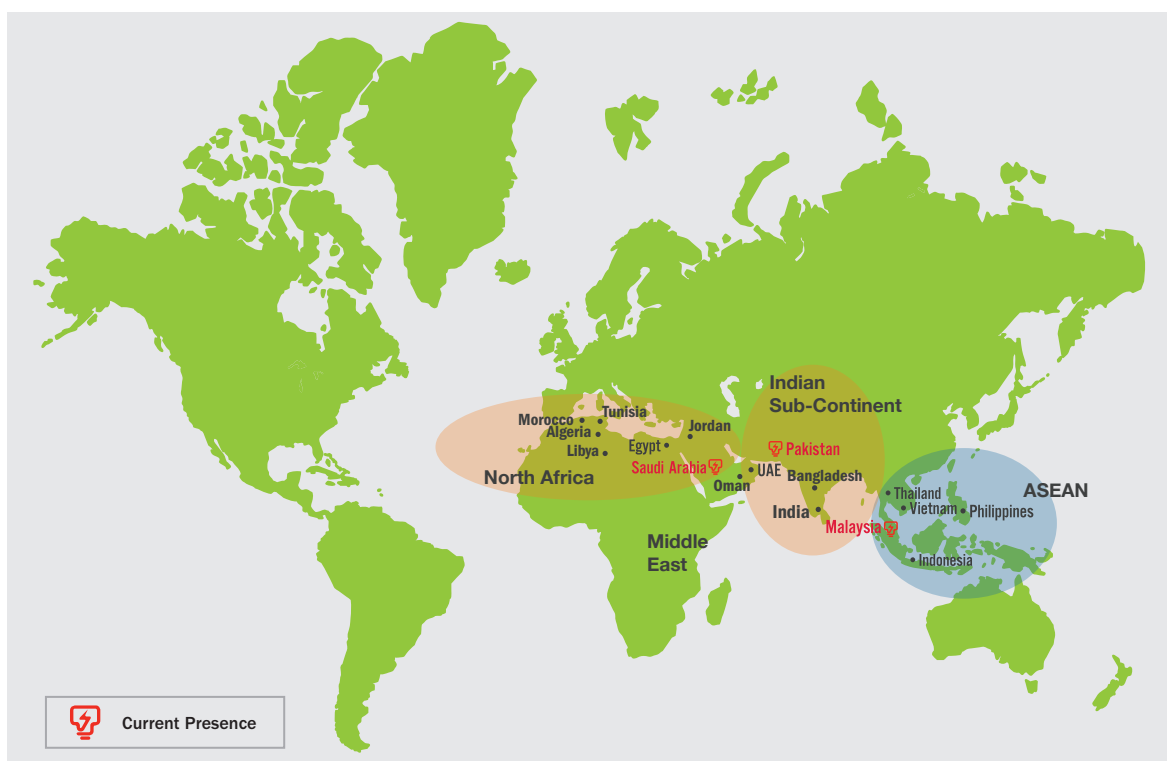 Indian
Sub-Continent
Morocco
Tunisia
Algeria
Jordan
Egypt
Libya
Pakistan
Saudi Arabia
UAE
North Africa
Oman
Bangladesh
India
Thailand
ASEAN
Vietnam
Philippines
Malaysia
Middle
East
Indonesia
Current Presence